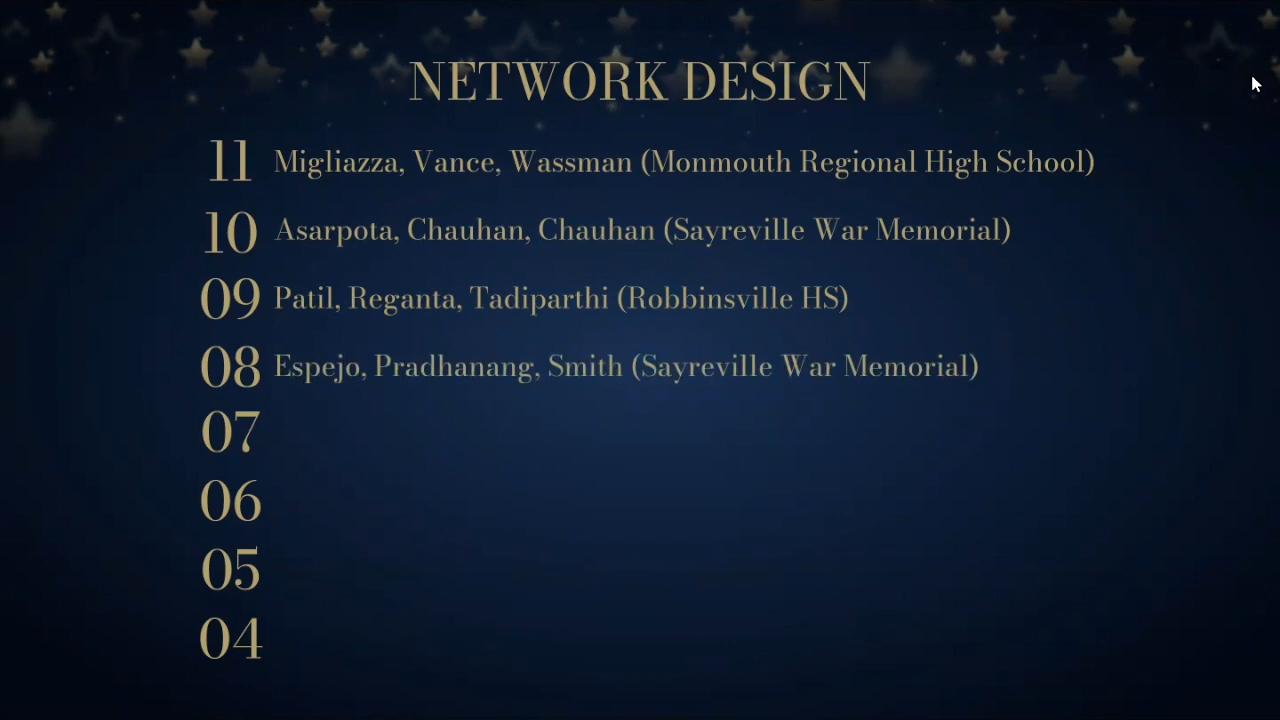 NETWORK DESIGN
11 Migliazza, Vance, Wassman (Monmouth Regional High School)
10 Asarpota, Chauhan, Chauhan (Sayreville War Memorial)
09 Patil, Reganta, Tadiparthi (Robbinsville HS)
08 Espejo, Pradhanang, Smith (Sayreville War Memorial)
07
06
05
04